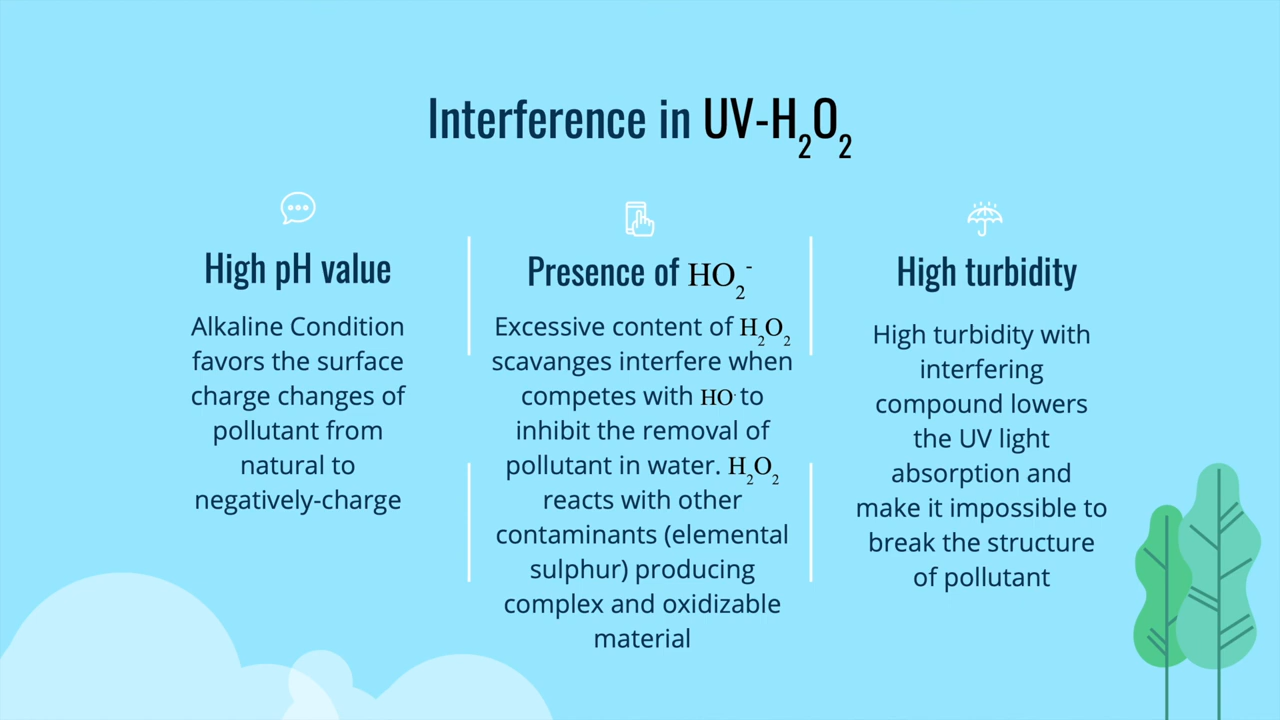 Interference in UV-H₂O₂
High pH value
Alkaline Condition
favors the surface
charge changes of
pollutant from
natural to
negatively-charge
Presence of HO₂⁻
Excessive content of H₂O₂
scavanges interfere when
competes with HO· to
inhibit the removal of
pollutant in water. H₂O₂
reacts with other
contaminants (elemental
sulphur) producing
complex and oxidizable
material
High turbidity
High turbidity with
interfering
compound lowers
the UV light
absorption and
make it impossible to
break the structure
of pollutant